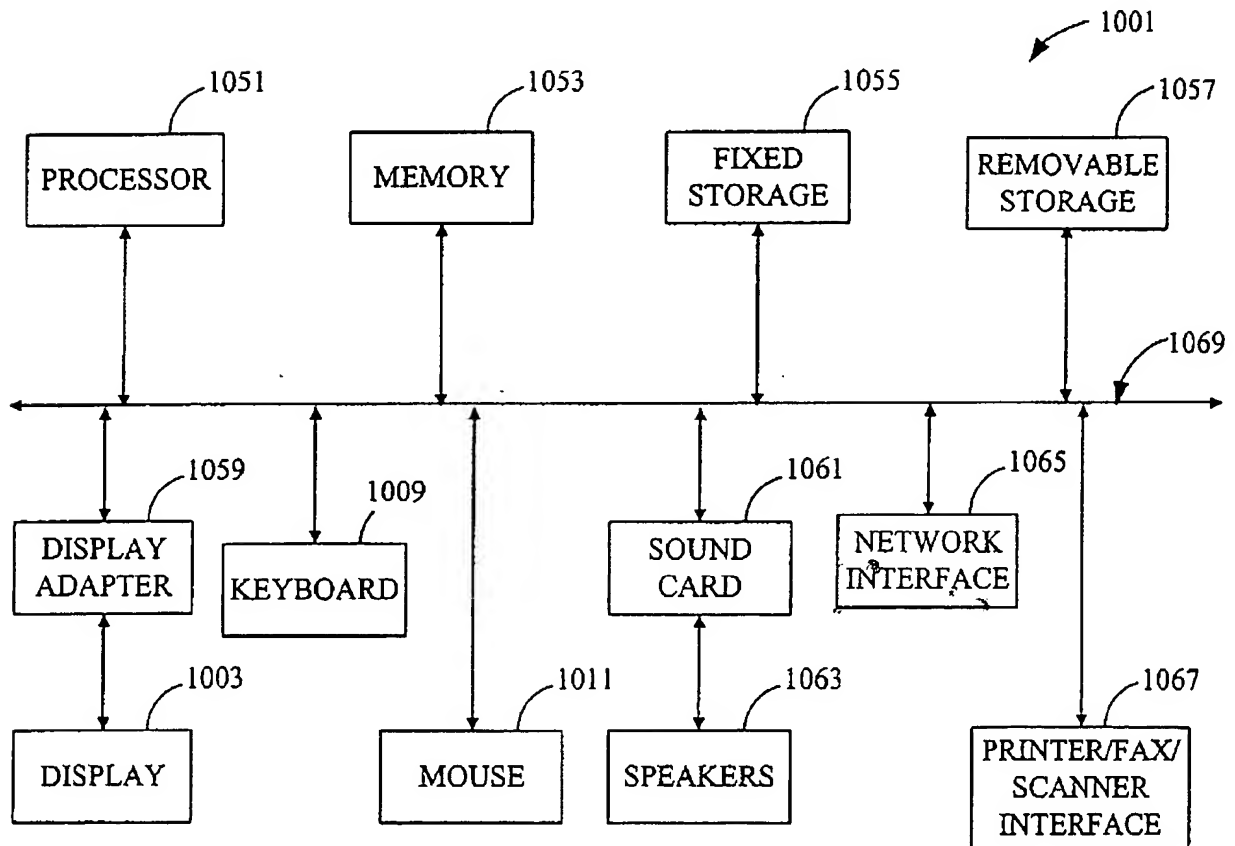 1001
1051
1053
1055
1057
PROCESSOR
MEMORY
FIXED
STORAGE
REMOVABLE
STORAGE
1069
1059
1009
1061
1065
DISPLAY
ADAPTER
KEYBOARD
SOUND
CARD
NETWORK
INTERFACE
1003
1011
1063
1067
DISPLAY
MOUSE
SPEAKERS
PRINTER/FAX/
SCANNER
INTERFACE